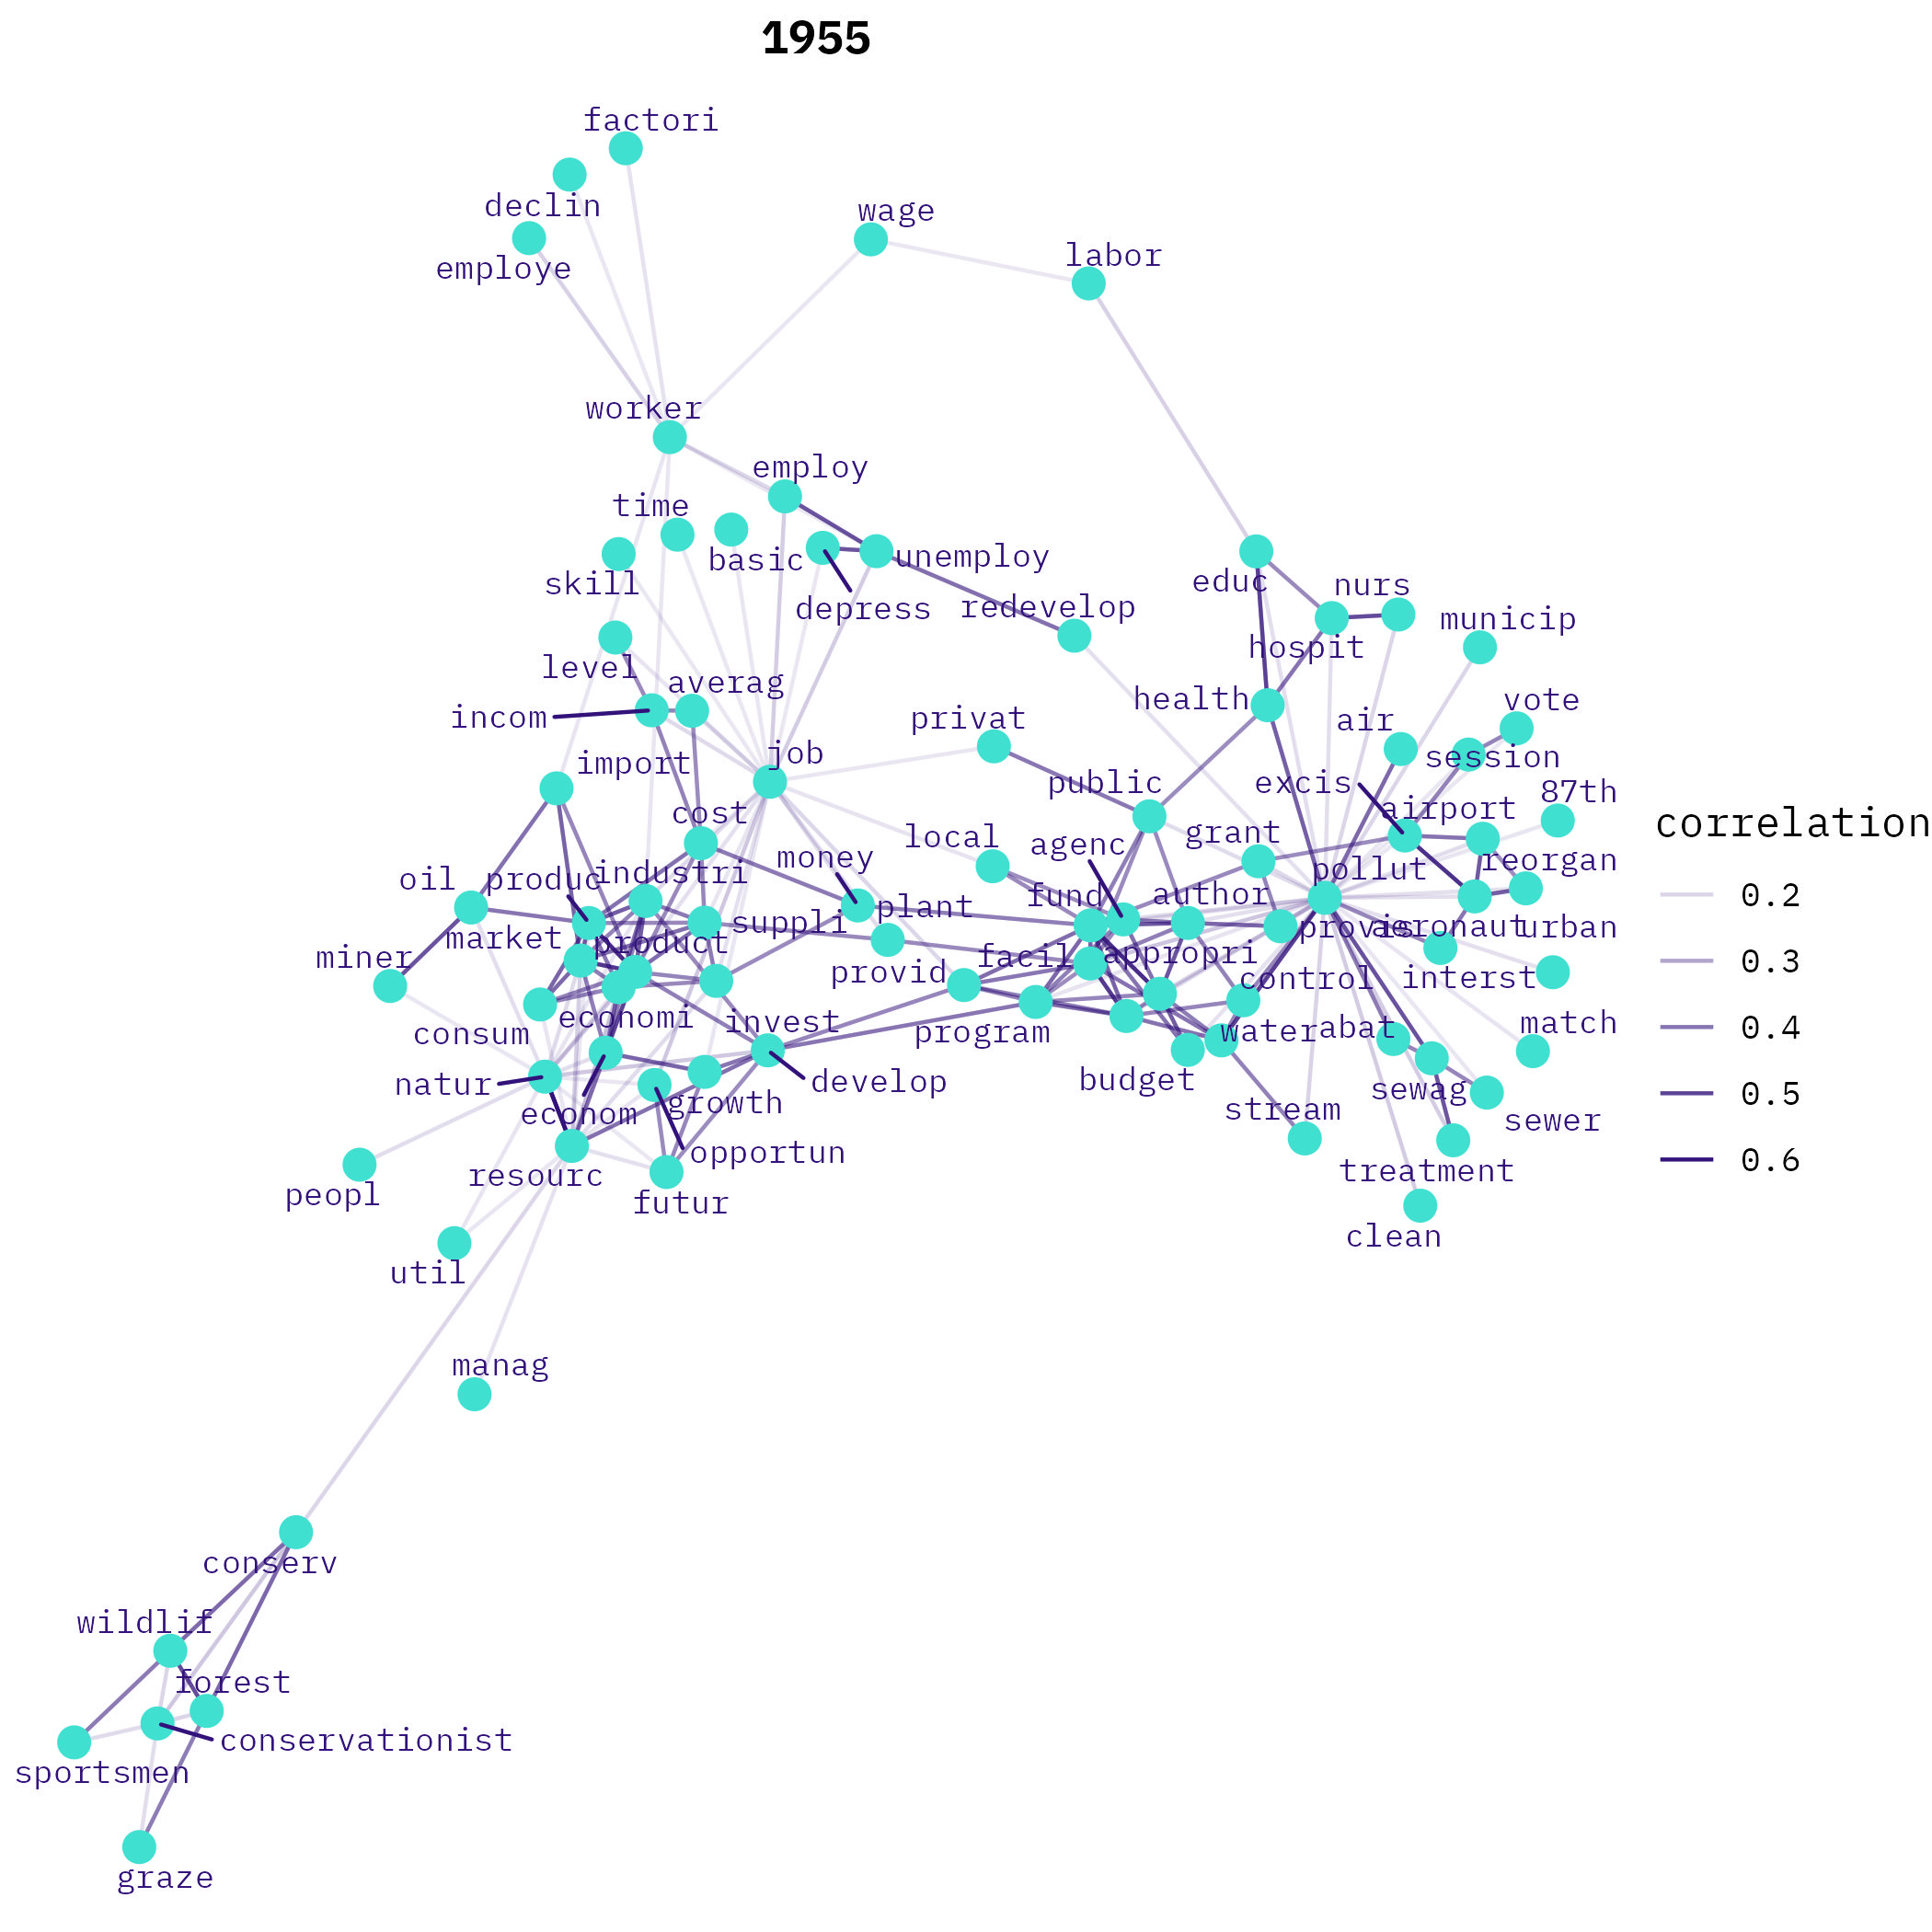 1955
factori
declin
wage
employe
labor
worker
employ
time
basic
unemploy
skill
educ
nurs
depress
redevelop
municip
hospit
level
averag
health
vote
incom
privat
air
job
session
import
public
excis
87th
cost
airport
correlation
local
agenc
grant
money
reorgan
industri
pollut
oil
produc
0.2
fund
author
plant
suppli
provis
aeronaut
urban
market
product
miner
facil
appropri
0.3
provid
control
interst
economi
invest
match
consum
program
water
abat
0.4
natur
develop
budget
sewag
0.5
econom
growth
stream
sewer
opportun
0.6
resourc
treatment
peopl
futur
clean
util
manag
conserv
wildlif
forest
conservationist
sportsmen
graze